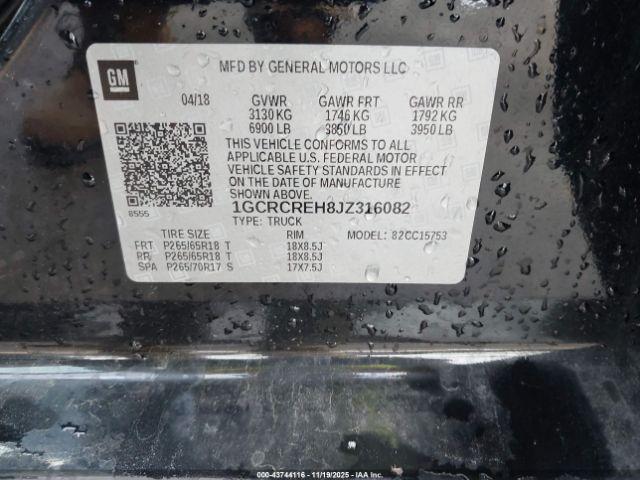 GM
MFD BY GENERAL MOTORS LLC
04/18 GVWR GAWR FRT GAWR RR
3130 KG 1746 KG 1792 KG
6900 LB 3850 LB 3950 LB
THIS VEHICLE CONFORMS TO ALL
APPLICABLE U.S. FEDERAL MOTOR
VEHICLE SAFETY STANDARDS IN EFFECT
ON THE DATE OF MANUFACTURE
SHOWN ABOVE.
8555 1GCRCREH8JZ316082
TYPE: TRUCK
TIRE SIZE RIM MODEL: 82CC15753
FRT P265/65R18 T 18X8.5J
RR P265/65R18 T 18X8.5J
SPA P265/70R17 S 17X7.5J
000-43744116 - 11/19/2025 - IAA, Inc.